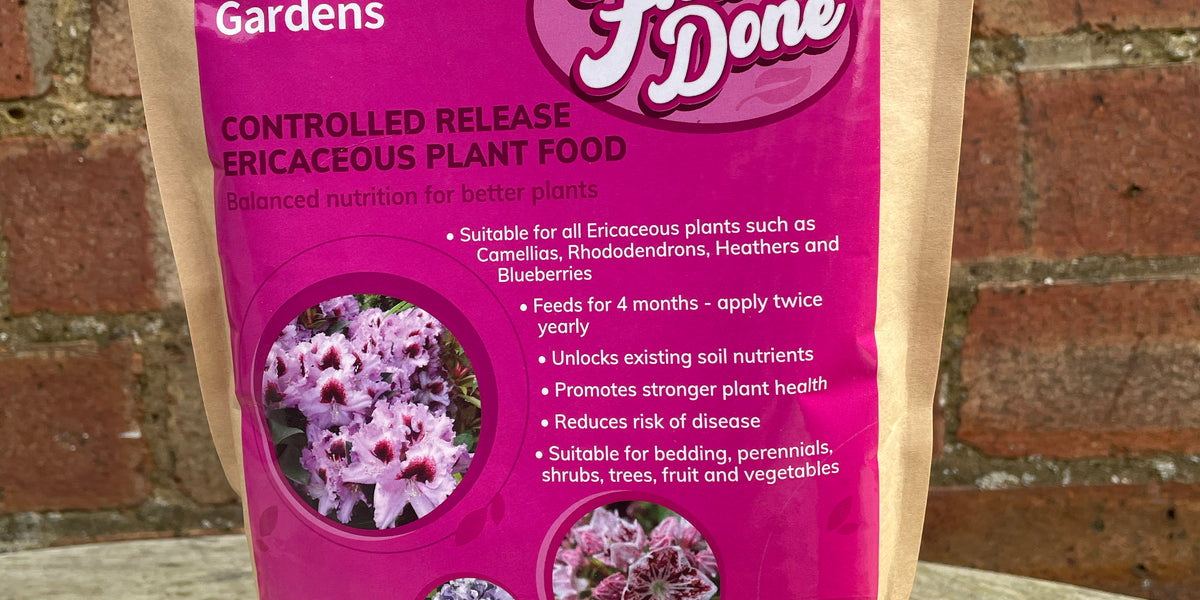 Gardens
Done
CONTROLLED RELEASE
ERICACEOUS PLANT FOOD
Balanced nutrition for better plants
• Suitable for all Ericaceous plants such as
Camellias, Rhododendrons, Heathers and
Blueberries
• Feeds for 4 months - apply twice
yearly
• Unlocks existing soil nutrients
• Promotes stronger plant health
• Reduces risk of disease
• Suitable for bedding, perennials,
shrubs, trees, fruit and vegetables